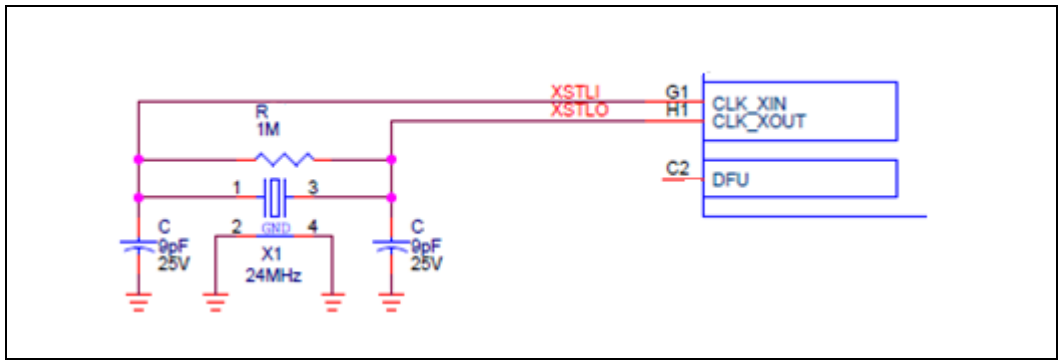 XSTLI G1 CLK_XIN
XSTLO H1 CLK_XOUT
R
1M
C2 DFU
1 3
2 GND 4
C
9pF
25V
X1
24MHz
C
9pF
25V